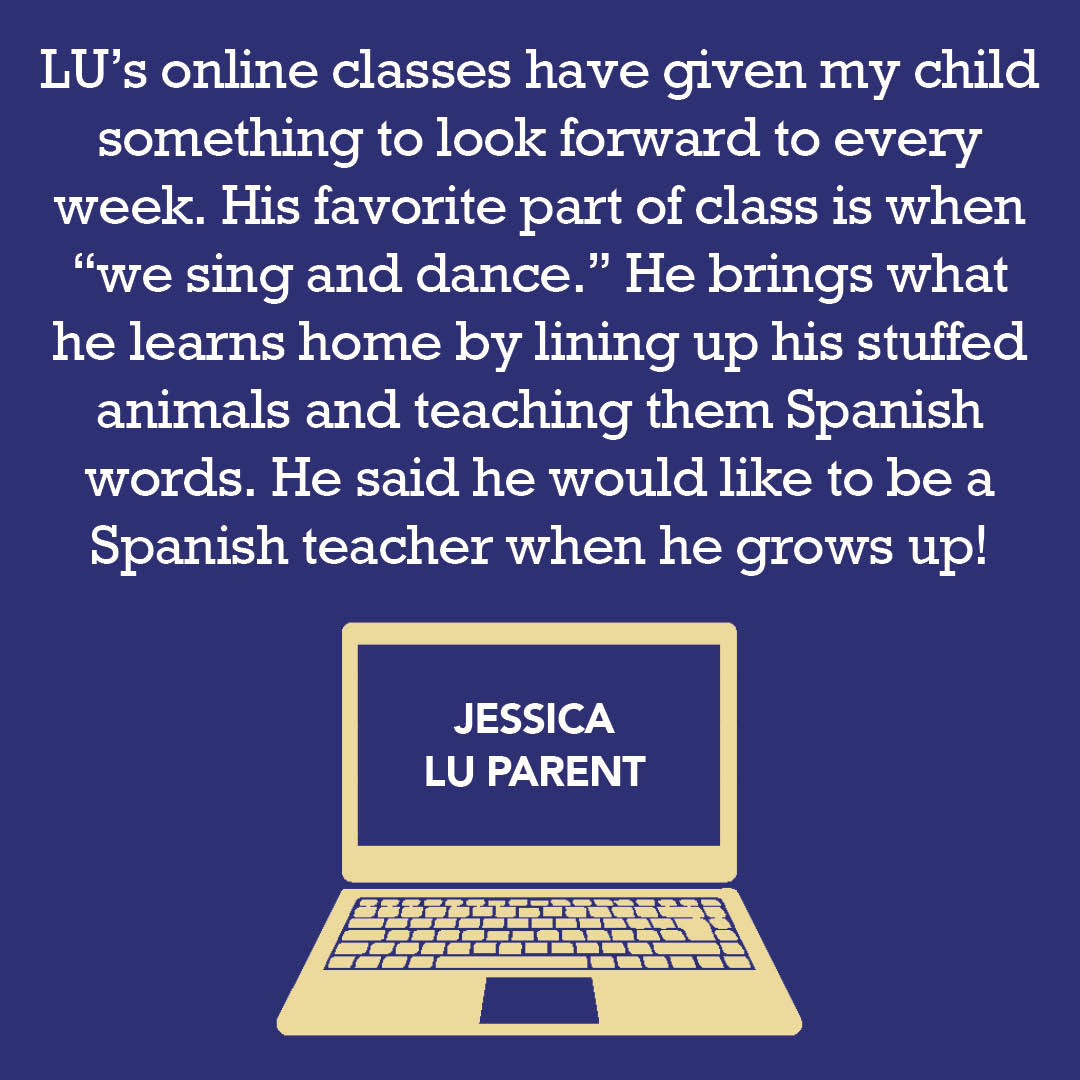 LU’s online classes have given my child
something to look forward to every
week. His favorite part of class is when
“we sing and dance.” He brings what
he learns home by lining up his stuffed
animals and teaching them Spanish
words. He said he would like to be a
Spanish teacher when he grows up!
JESSICA
LU PARENT